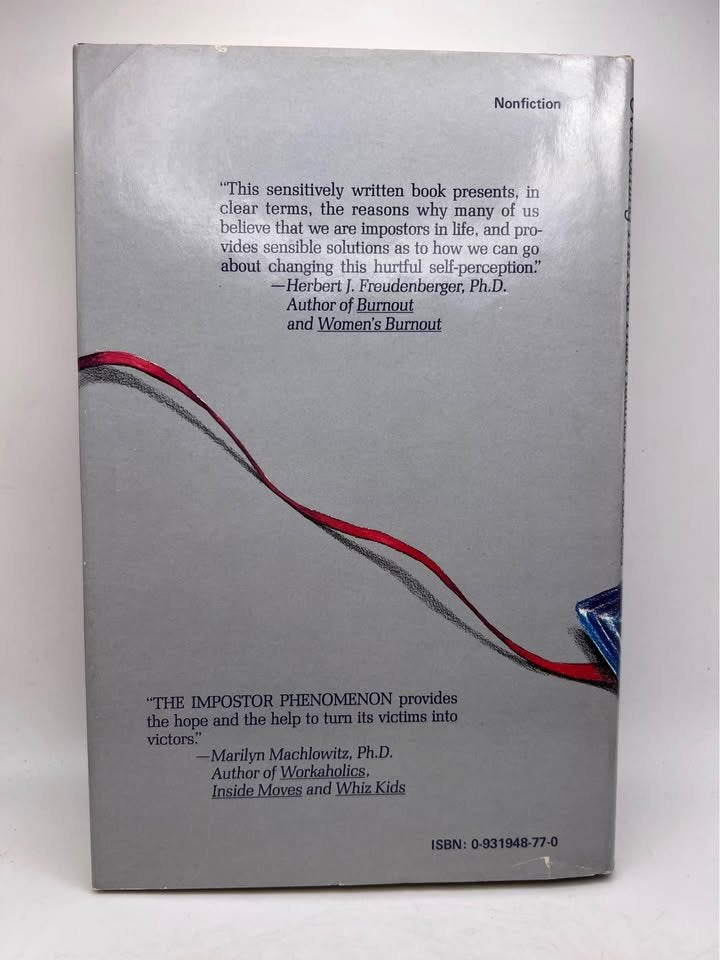 Nonfiction
“This sensitively written book presents, in
clear terms, the reasons why many of us
believe that we are impostors in life, and pro-
vides sensible solutions as to how we can go
about changing this hurtful self-perception.”
—Herbert J. Freudenberger, Ph.D.
Author of Burnout
and Women's Burnout
“THE IMPOSTOR PHENOMENON provides
the hope and the help to turn its victims into
victors.”
—Marilyn Machlowitz, Ph.D.
Author of Workaholics,
Inside Moves and Whiz Kids
ISBN: 0-931948-77-0